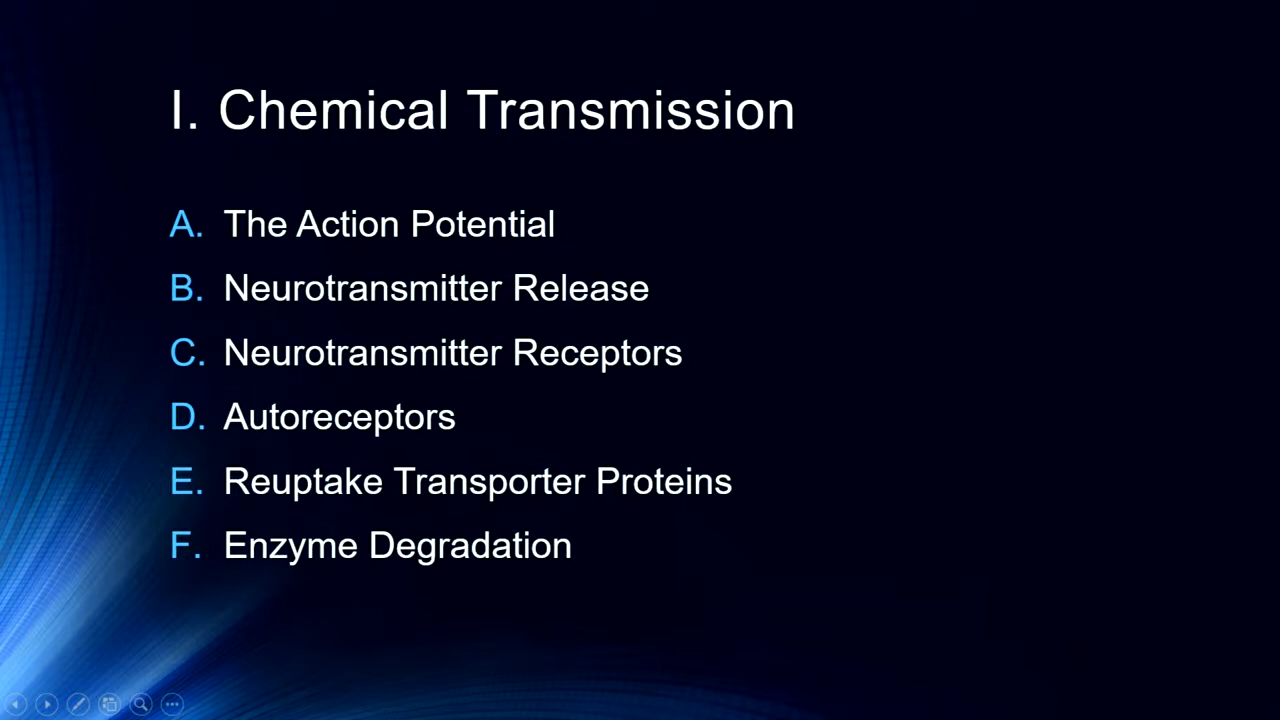 I. Chemical Transmission
A. The Action Potential
B. Neurotransmitter Release
C. Neurotransmitter Receptors
D. Autoreceptors
E. Reuptake Transporter Proteins
F. Enzyme Degradation